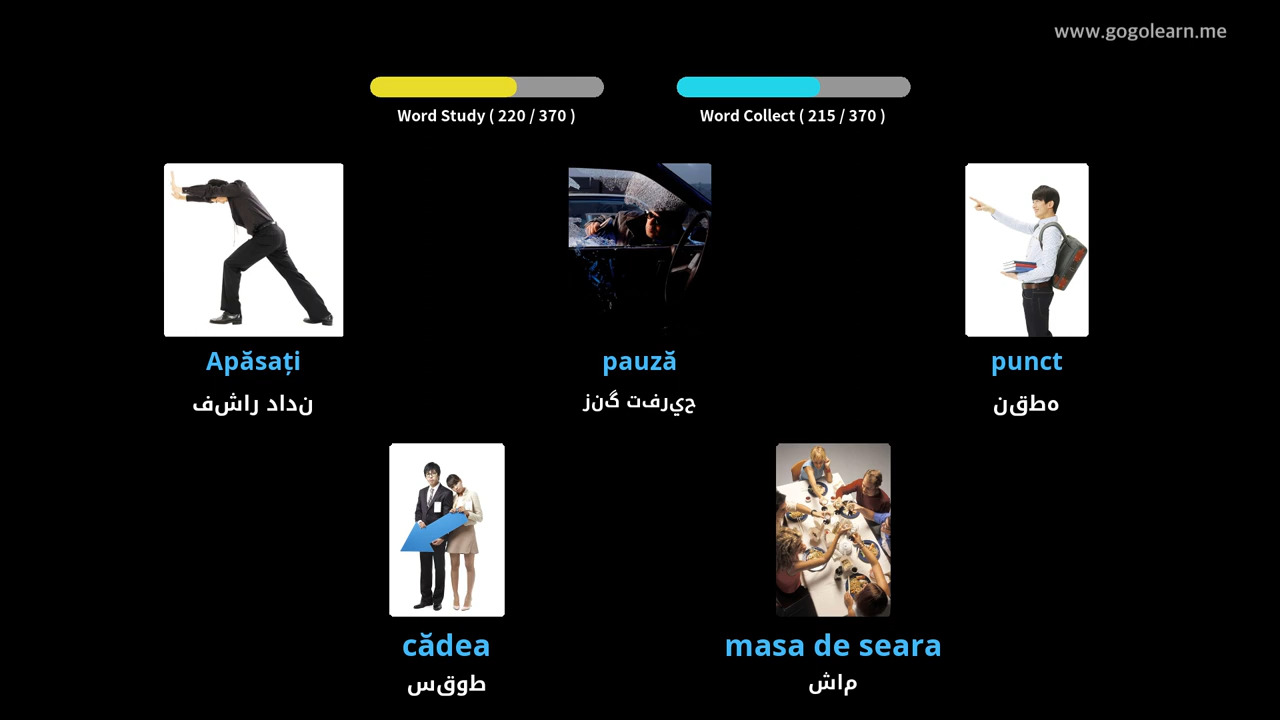 www.gogolearn.me
Word Study ( 220 / 370 )
Word Collect ( 215 / 370 )
Apăsați
نداد راشف
pauză
حيرفت گنز
punct
هطقن
cădea
طوقس
masa de seara
ماش